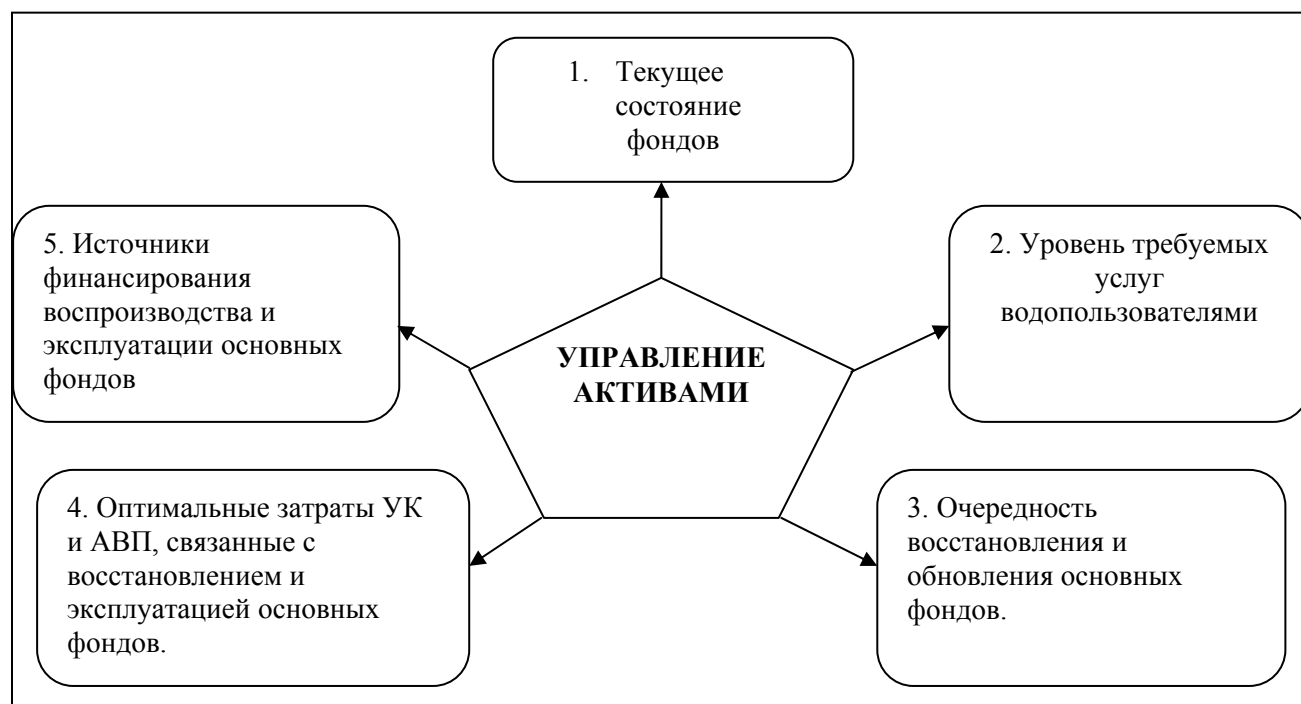 1. Текущее
состояние
фондов
5. Источники
финансирования
воспроизводства и
эксплуатации основных
фондов
2. Уровень требуемых
услуг
водопользователями
УПРАВЛЕНИЕ
АКТИВАМИ
4. Оптимальные затраты УК
и АВП, связанные с
восстановлением и
эксплуатацией основных
фондов.
3. Очередность
восстановления и
обновления основных
фондов.